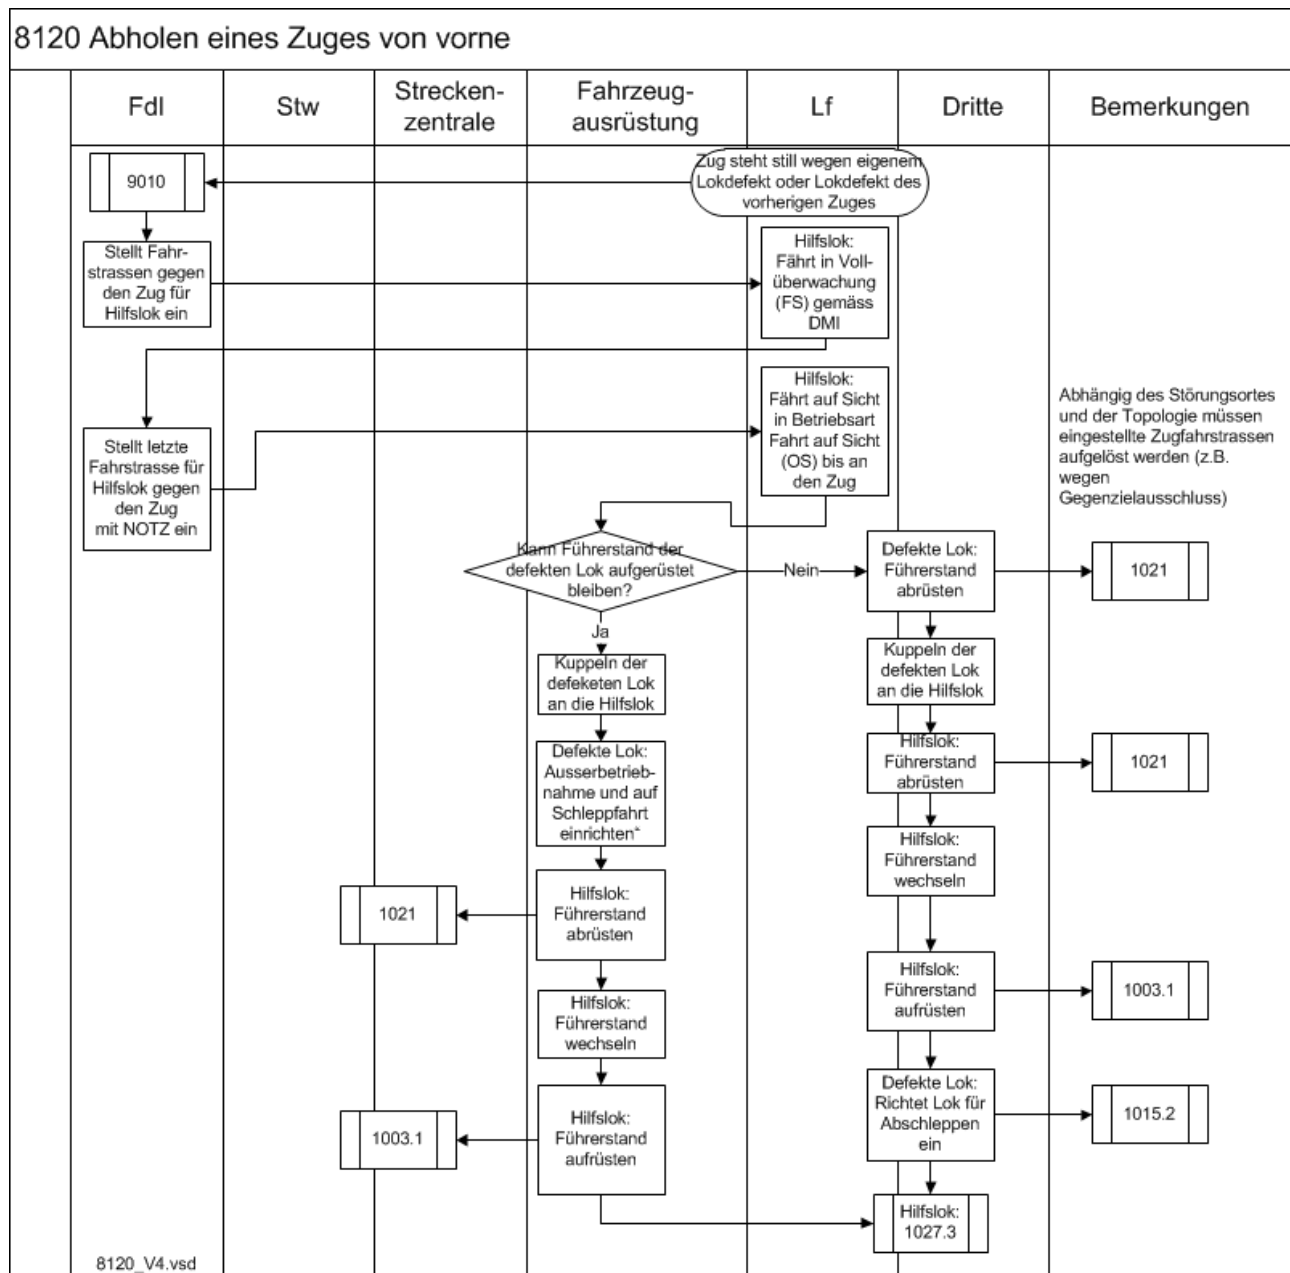 8120 Abholen eines Zuges von vorne
Fdl
Stw
Strecken-
zentrale
Fahrzeug-
ausrüstung
Lf
Dritte
Bemerkungen
Zug steht still wegen eigenem
Lokdefekt oder Lokdefekt des
vorherigen Zuges
9010
Stellt Fahr-
strassen gegen
den Zug für
Hilfslok ein
Hilfslok:
Fährt in Voll-
überwachung
(FS) gemäss
DMI
Hilfslok:
Fährt auf Sicht
in Betriebsart
Fahrt auf Sicht
(OS) bis an
den Zug
Abhängig des Störungsortes
und der Topologie müssen
eingestellte Zugfahrstrassen
aufgelöst werden (z.B.
wegen
Gegenzielausschluss)
Stellt letzte
Fahrstrasse für
Hilfslok gegen
den Zug
mit NOTZ ein
Kann Führerstand der
defekten Lok aufgerüstet
bleiben?
Nein
Defekte Lok:
Führerstand
abrüsten
1021
Ja
Kuppeln der
defeketen Lok
an die Hilfslok
Kuppeln der
defekten Lok
an die Hilfslok
Defekte Lok:
Ausserbetrieb-
nahme und auf
Schleppfahrt
einrichten*
Hilfslok:
Führerstand
abrüsten
1021
Hilfslok:
Führerstand
wechseln
1021
Hilfslok:
Führerstand
abrüsten
Hilfslok:
Führerstand
wechseln
Hilfslok:
Führerstand
aufrüsten
1003.1
1003.1
Hilfslok:
Führerstand
aufrüsten
Defekte Lok:
Richtet Lok für
Abschleppen
ein
1015.2
Hilfslok:
1027.3
8120_V4.vsd